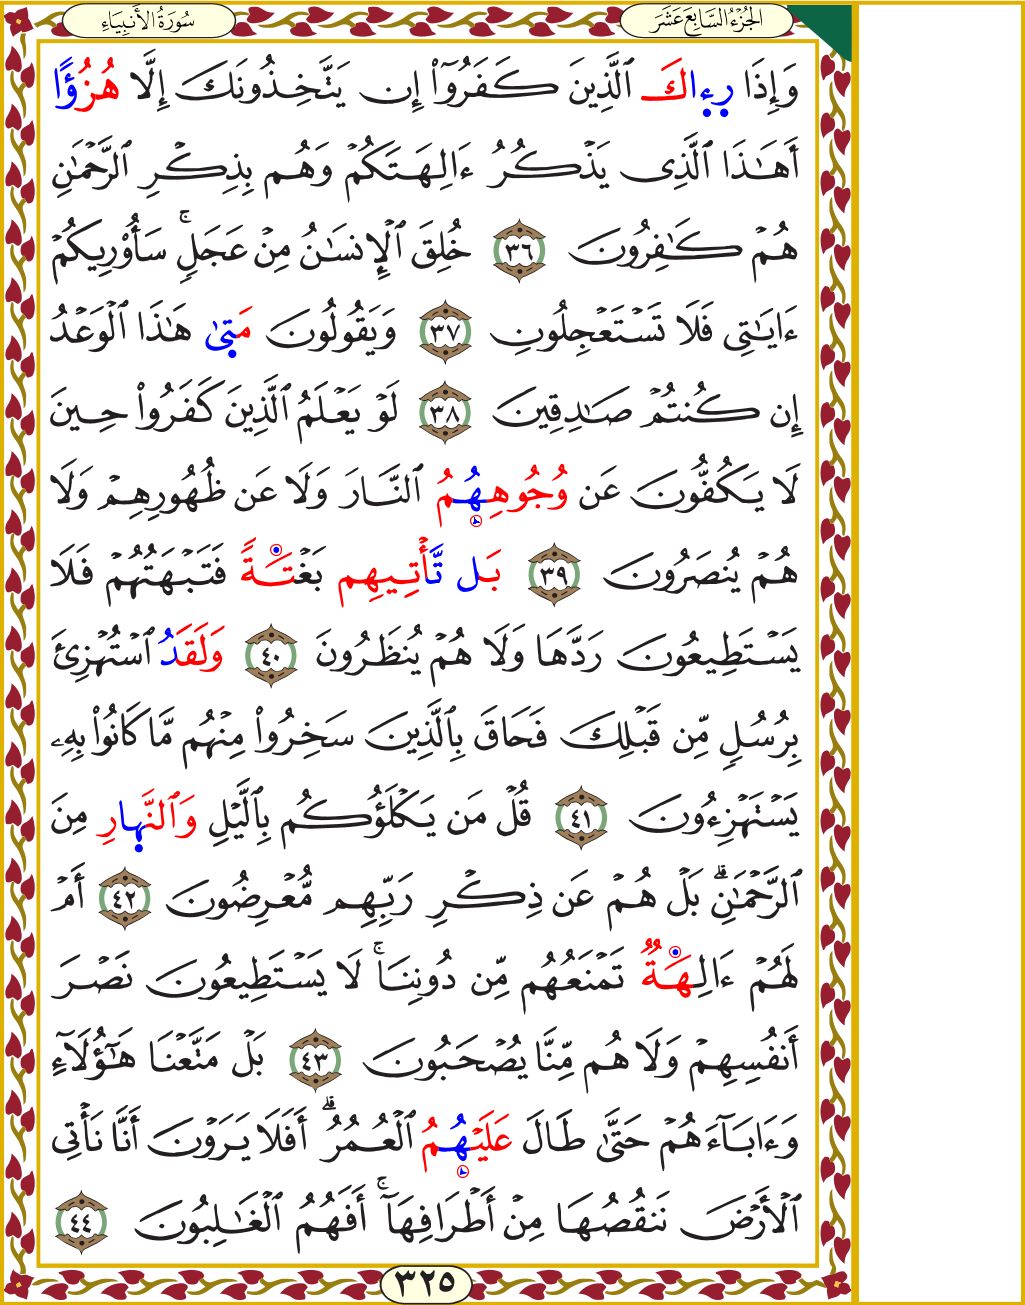 سُورَةُ الأَنبِيَاءِ
الجُزْءُ السَّابِعَ عَشَرَ
وَإِذَا رِءاكَ ٱلَّذِينَ كَفَرُوٓاْ إِن يَتَّخِذُونَكَ إِلَّا هُزُؤًا
أَهَٰذَا ٱلَّذِى يَذْكُرُ ءَالِهَتَكُمْ وَهُم بِذِكْرِ ٱلرَّحْمَٰنِ
هُمْ كَٰفِرُونَ ٣٦ خُلِقَ ٱلْإِنسَٰنُ مِنْ عَجَلٍۚ سَأُوْرِيكُمْ
ءَايَٰتِى فَلَا تَسْتَعْجِلُونِ ٣٧ وَيَقُولُونَ مَتِىٰ هَٰذَا ٱلْوَعْدُ
إِن كُنتُمْ صَٰدِقِينَ ٣٨ لَوْ يَعْلَمُ ٱلَّذِينَ كَفَرُواْ حِينَ
لَا يَكُفُّونَ عَن وُجُوهِهُمُ ٱلنَّارَ وَلَا عَن ظُهُورِهِمْ وَلَا
هُمْ يُنصَرُونَ ٣٩ بَل تَّأْتِيهِم بَغْتَةً فَتَبْهَتُهُمْ فَلَا
يَسْتَطِيعُونَ رَدَّهَا وَلَا هُمْ يُنظَرُونَ ٤٠ وَلَقَدُ ٱسْتُهْزِئَ
بِرُسُلٍ مِّن قَبْلِكَ فَحَاقَ بِٱلَّذِينَ سَخِرُواْ مِنْهُم مَّا كَانُواْ بِهِۦ
يَسْتَهْزِءُونَ ٤١ قُلْ مَن يَكْلَؤُكُم بِٱلَّيْلِ وَٱلنَّهِارِ مِنَ
ٱلرَّحْمَٰنِۗ بَلْ هُمْ عَن ذِكْرِ رَبِّهِم مُّعْرِضُونَ ٤٢ أَمْ
لَهُمْ ءَالِهَةٌ تَمْنَعُهُم مِّن دُونِنَاۚ لَا يَسْتَطِيعُونَ نَصْرَ
أَنفُسِهِمْ وَلَا هُم مِّنَّا يُصْحَبُونَ ٤٣ بَلْ مَتَّعْنَا هَٰٓؤُلَآءِ
وَءَابَآءَهُمْ حَتَّىٰ طَالَ عَلَيْهُمُ ٱلْعُمُرُۗ أَفَلَا يَرَوْنَ أَنَّا نَأْتِى
ٱلْأَرْضَ نَنقُصُهَا مِنْ أَطْرَافِهَآۚ أَفَهُمُ ٱلْغَٰلِبُونَ ٤٤
٣٢٥